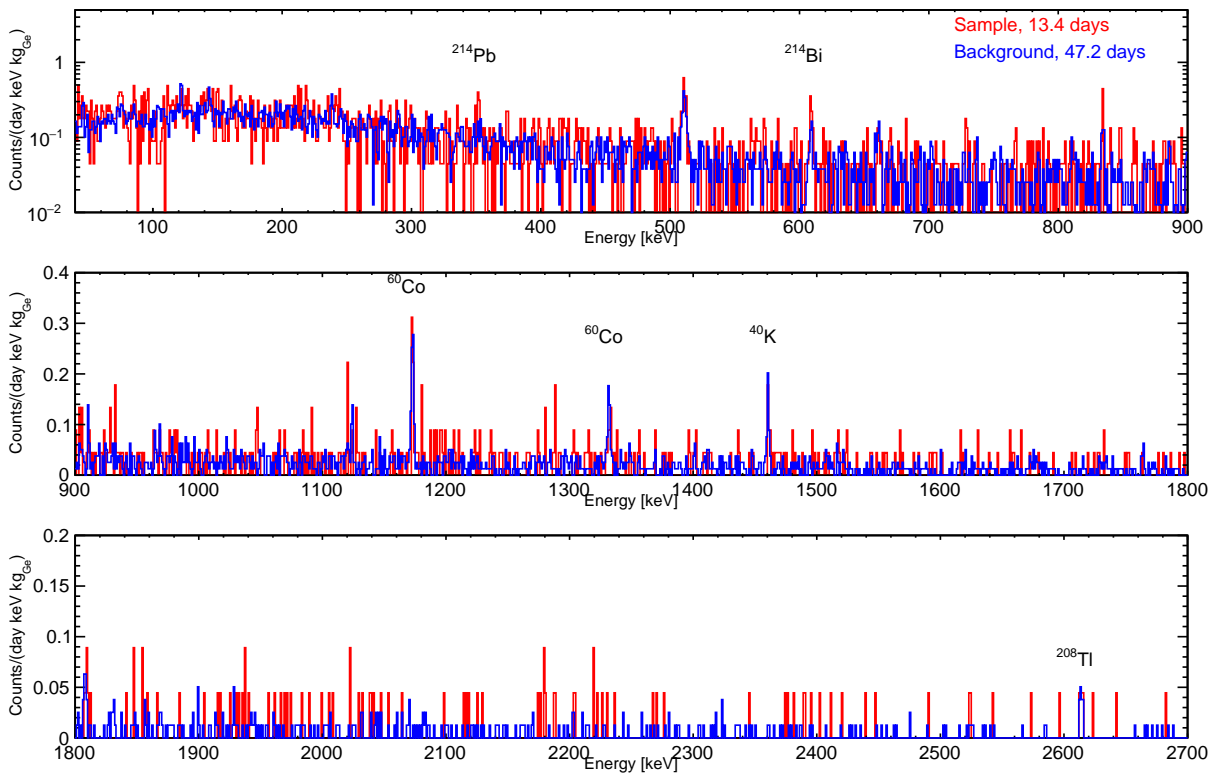 Counts/(day keV kg_Ge)
1
10^−1
10^−2
^214Pb
^214Bi
Sample, 13.4 days
Background, 47.2 days
100 200 300 400 500 600 700 800 900
Energy [keV]
Counts/(day keV kg_Ge)
0.4
0.3
0.2
0.1
0
^60Co
^60Co
^40K
900 1000 1100 1200 1300 1400 1500 1600 1700 1800
Energy [keV]
Counts/(day keV kg_Ge)
0.2
0.15
0.1
0.05
0
^208Tl
1800 1900 2000 2100 2200 2300 2400 2500 2600 2700
Energy [keV]